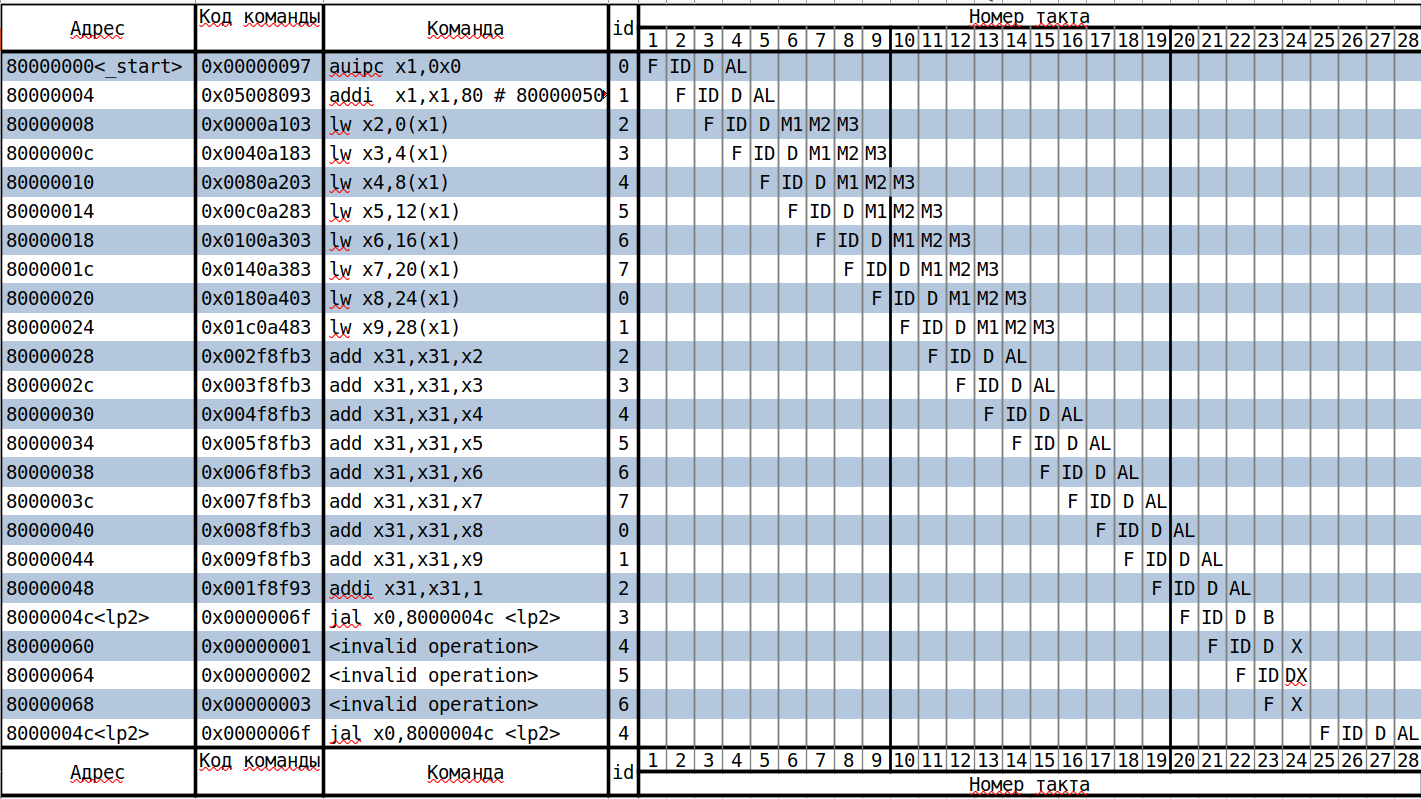 Адрес Код команды Команда id Номер такта
1 2 3 4 5 6 7 8 9 10 11 12 13 14 15 16 17 18 19 20 21 22 23 24 25 26 27 28
80000000<_start> 0x00000097 auipc x1,0x0 0 F ID D AL
80000004 0x05008093 addi x1,x1,80 # 80000050 1 F ID D AL
80000008 0x0000a103 lw x2,0(x1) 2 F ID D M1 M2 M3
8000000c 0x0040a183 lw x3,4(x1) 3 F ID D M1 M2 M3
80000010 0x0080a203 lw x4,8(x1) 4 F ID D M1 M2 M3
80000014 0x00c0a283 lw x5,12(x1) 5 F ID D M1 M2 M3
80000018 0x0100a303 lw x6,16(x1) 6 F ID D M1 M2 M3
8000001c 0x0140a383 lw x7,20(x1) 7 F ID D M1 M2 M3
80000020 0x0180a403 lw x8,24(x1) 0 F ID D M1 M2 M3
80000024 0x01c0a483 lw x9,28(x1) 1 F ID D M1 M2 M3
80000028 0x002f8fb3 add x31,x31,x2 2 F ID D AL
8000002c 0x003f8fb3 add x31,x31,x3 3 F ID D AL
80000030 0x004f8fb3 add x31,x31,x4 4 F ID D AL
80000034 0x005f8fb3 add x31,x31,x5 5 F ID D AL
80000038 0x006f8fb3 add x31,x31,x6 6 F ID D AL
8000003c 0x007f8fb3 add x31,x31,x7 7 F ID D AL
80000040 0x008f8fb3 add x31,x31,x8 0 F ID D AL
80000044 0x009f8fb3 add x31,x31,x9 1 F ID D AL
80000048 0x001f8f93 addi x31,x31,1 2 F ID D AL
8000004c<lp2> 0x0000006f jal x0,8000004c <lp2> 3 F ID D B
80000060 0x00000001 <invalid operation> 4 F ID D X
80000064 0x00000002 <invalid operation> 5 F ID DX
80000068 0x00000003 <invalid operation> 6 F X
8000004c<lp2> 0x0000006f jal x0,8000004c <lp2> 4 F ID D AL
Адрес Код команды Команда id 1 2 3 4 5 6 7 8 9 10 11 12 13 14 15 16 17 18 19 20 21 22 23 24 25 26 27 28
Номер такта